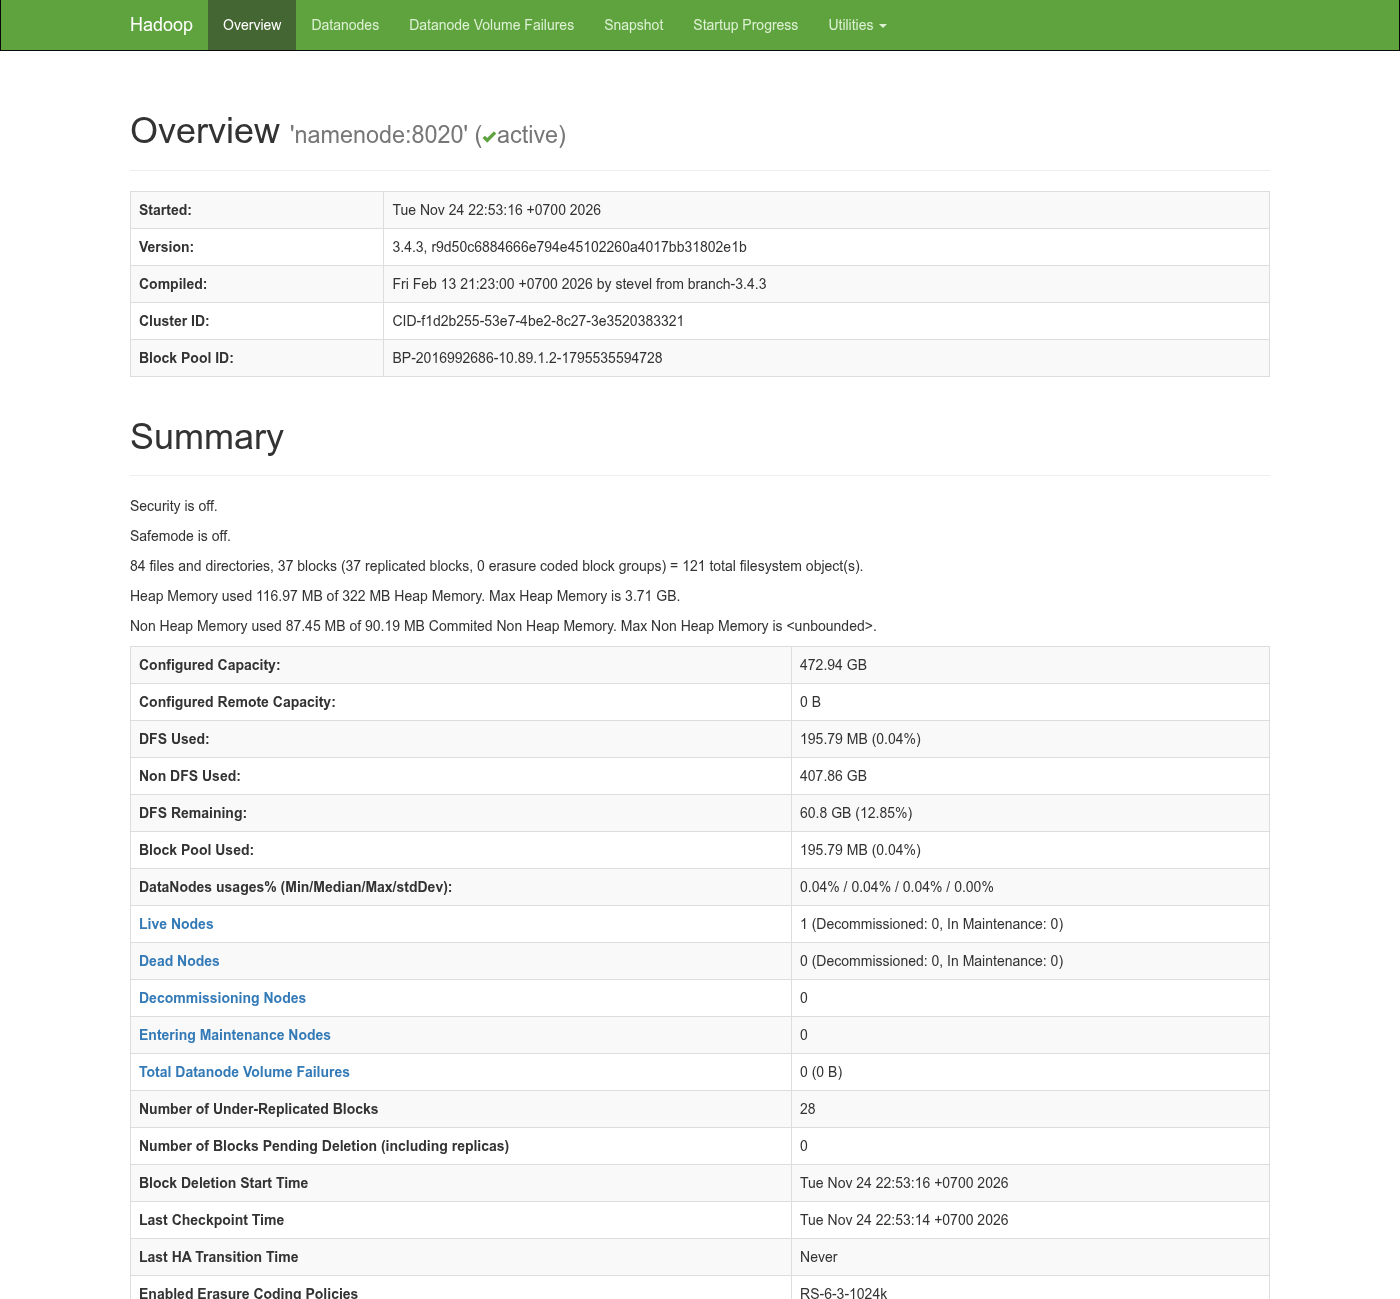 Hadoop Overview Datanodes Datanode Volume Failures Snapshot Startup Progress Utilities
Overview 'namenode:8020' (✔active)
Started: Tue Nov 24 22:53:16 +0700 2026
Version: 3.4.3, r9d50c6884666e794e45102260a4017bb31802e1b
Compiled: Fri Feb 13 21:23:00 +0700 2026 by stevel from branch-3.4.3
Cluster ID: CID-f1d2b255-53e7-4be2-8c27-3e3520383321
Block Pool ID: BP-2016992686-10.89.1.2-1795535594728
Summary
Security is off.
Safemode is off.
84 files and directories, 37 blocks (37 replicated blocks, 0 erasure coded block groups) = 121 total filesystem object(s).
Heap Memory used 116.97 MB of 322 MB Heap Memory. Max Heap Memory is 3.71 GB.
Non Heap Memory used 87.45 MB of 90.19 MB Commited Non Heap Memory. Max Non Heap Memory is <unbounded>.
Configured Capacity: 472.94 GB
Configured Remote Capacity: 0 B
DFS Used: 195.79 MB (0.04%)
Non DFS Used: 407.86 GB
DFS Remaining: 60.8 GB (12.85%)
Block Pool Used: 195.79 MB (0.04%)
DataNodes usages% (Min/Median/Max/stdDev): 0.04% / 0.04% / 0.04% / 0.00%
Live Nodes 1 (Decommissioned: 0, In Maintenance: 0)
Dead Nodes 0 (Decommissioned: 0, In Maintenance: 0)
Decommissioning Nodes 0
Entering Maintenance Nodes 0
Total Datanode Volume Failures 0 (0 B)
Number of Under-Replicated Blocks 28
Number of Blocks Pending Deletion (including replicas) 0
Block Deletion Start Time Tue Nov 24 22:53:16 +0700 2026
Last Checkpoint Time Tue Nov 24 22:53:14 +0700 2026
Last HA Transition Time Never
Enabled Erasure Coding Policies RS-6-3-1024k